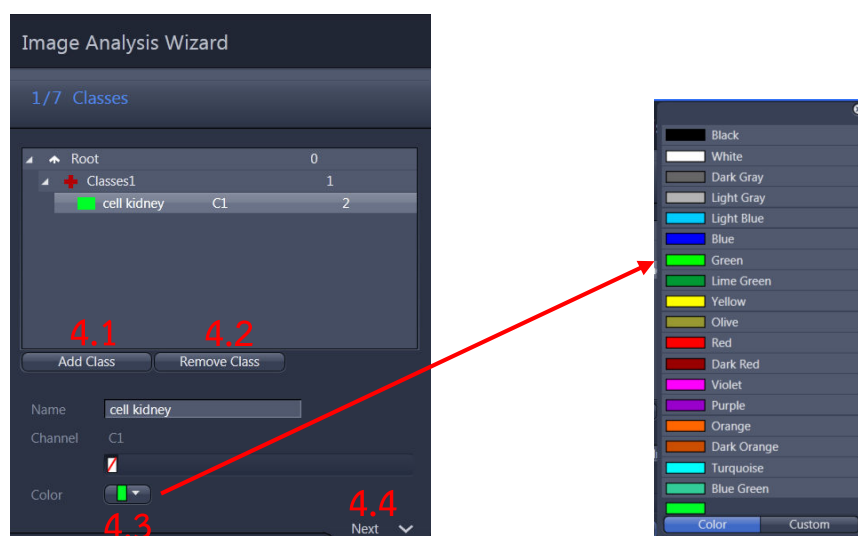 Image Analysis Wizard
1/7 Classes
Root 0
Classes1 1
cell kidney C1 2
4.1 4.2
Add Class Remove Class
Name cell kidney
Channel C1
Color
4.3
4.4
Next
Black
White
Dark Gray
Light Gray
Light Blue
Blue
Green
Lime Green
Yellow
Olive
Red
Dark Red
Violet
Purple
Orange
Dark Orange
Turquoise
Blue Green
Color Custom